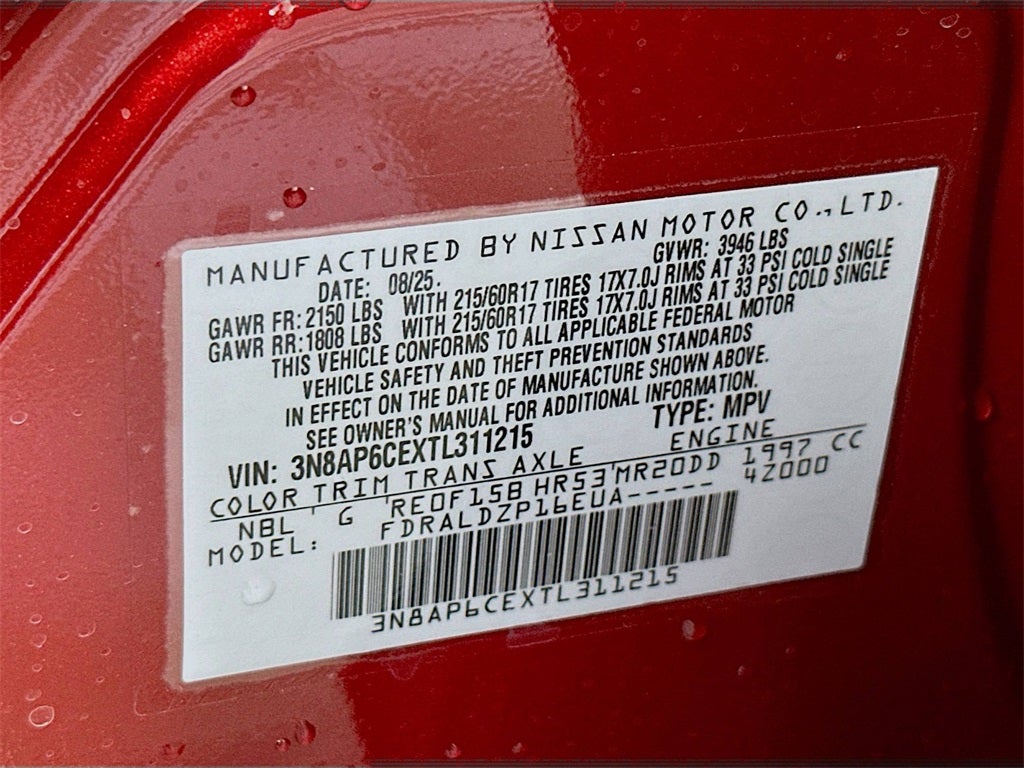 MANUFACTURED BY NISSAN MOTOR CO.,LTD.
DATE: 08/25. GVWR: 3946 LBS
GAWR FR:2150 LBS WITH 215/60R17 TIRES 17X7.0J RIMS AT 33 PSI COLD SINGLE
GAWR RR:1808 LBS WITH 215/60R17 TIRES 17X7.0J RIMS AT 33 PSI COLD SINGLE
THIS VEHICLE CONFORMS TO ALL APPLICABLE FEDERAL MOTOR
VEHICLE SAFETY AND THEFT PREVENTION STANDARDS
IN EFFECT ON THE DATE OF MANUFACTURE SHOWN ABOVE.
SEE OWNER'S MANUAL FOR ADDITIONAL INFORMATION.
VIN: 3N8AP6CEXTL311215 TYPE: MPV
COLOR TRIM TRANS AXLE ENGINE
NBL ' G 'RE0F15B HR53'MR20DD 1997 CC
MODEL: FDRALDZP16EUA----- 4Z000
3N8AP6CEXTL311215